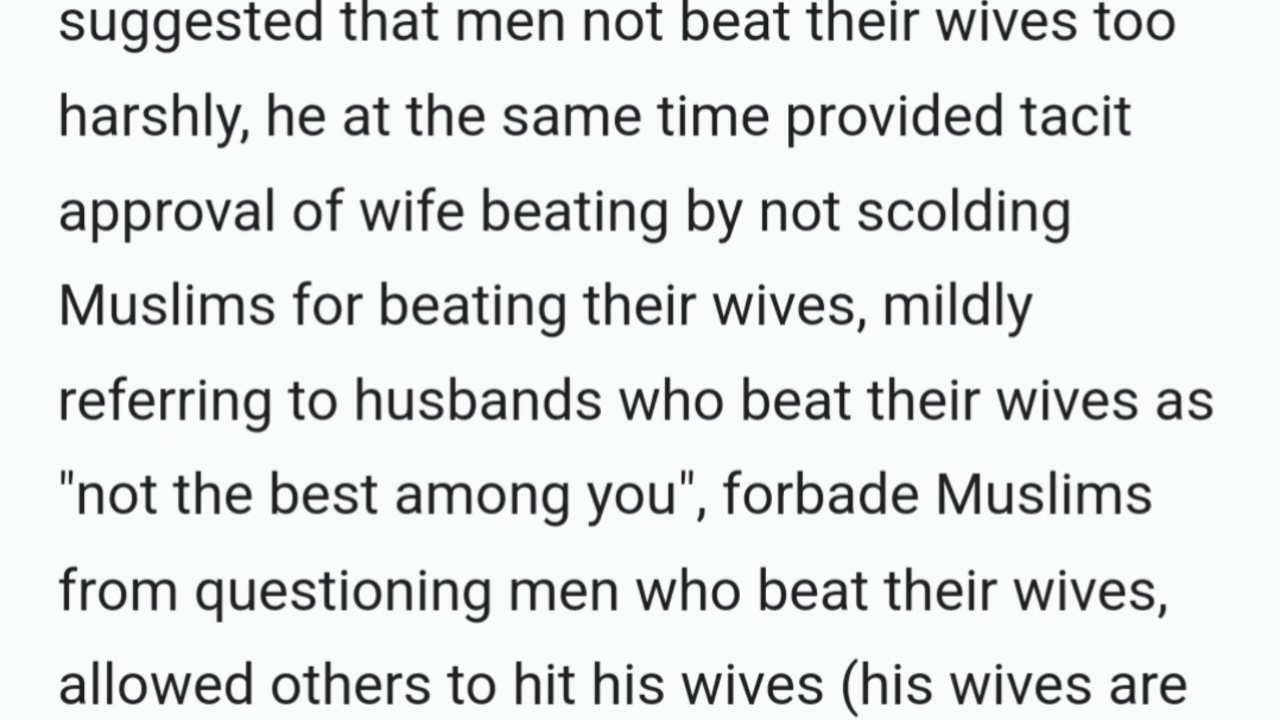 suggested that men not beat their wives too
harshly, he at the same time provided tacit
approval of wife beating by not scolding
Muslims for beating their wives, mildly
referring to husbands who beat their wives as
"not the best among you", forbade Muslims
from questioning men who beat their wives,
allowed others to hit his wives (his wives are